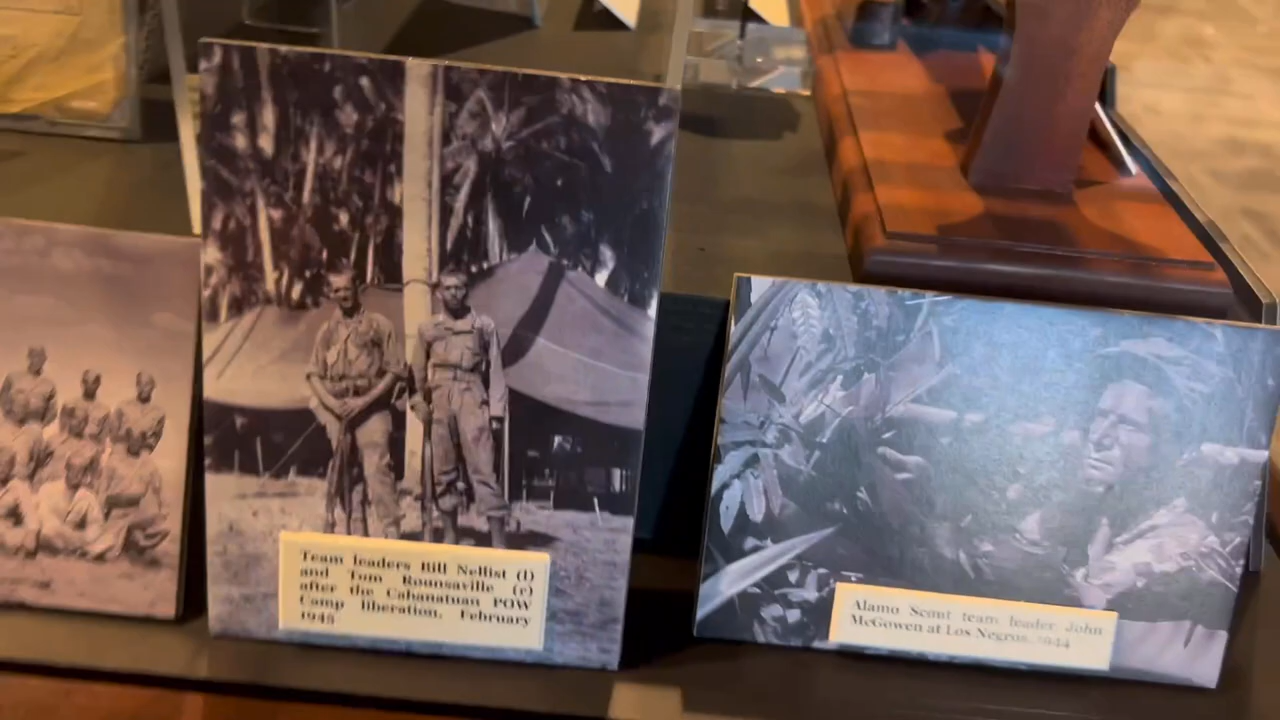 Team leaders Bill Nellist (l)
and Tom Rounsaville (r)
after the Cabanatuan POW
Camp liberation, February
1945
Alamo Scout team leader John
McGowen at Los Negros, 1944